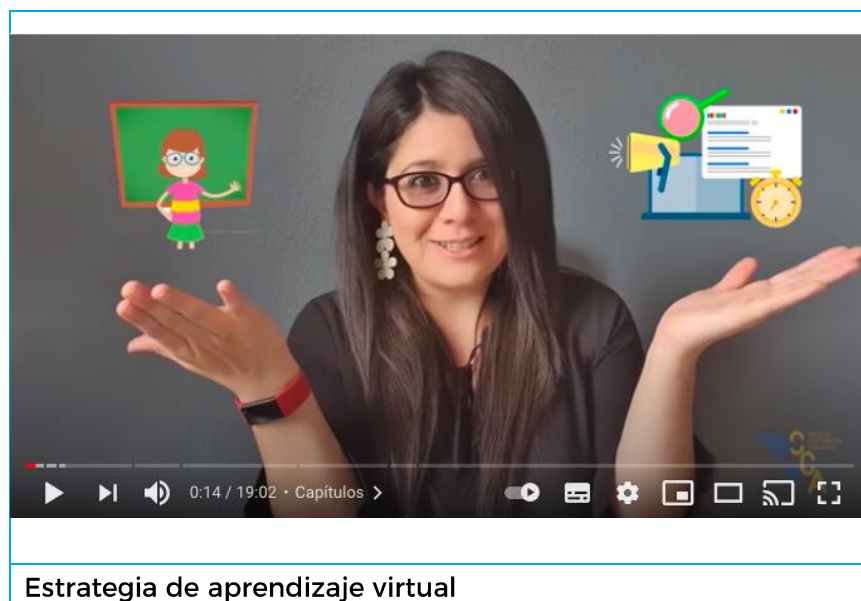 0:14 / 19:02 • Capítulos >
Estrategia de aprendizaje virtual